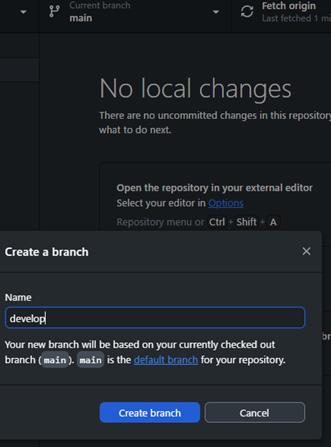 Current branch
main
Fetch origin
Last fetched 1 mi
No local changes
There are no uncommitted changes in this repository
what to do next.
Open the repository in your external editor
Select your editor in Options
Repository menu or Ctrl + Shift + A
Create a branch
Name
develop
Your new branch will be based on your currently checked out
branch (main). main is the default branch for your repository.
Create branch
Cancel